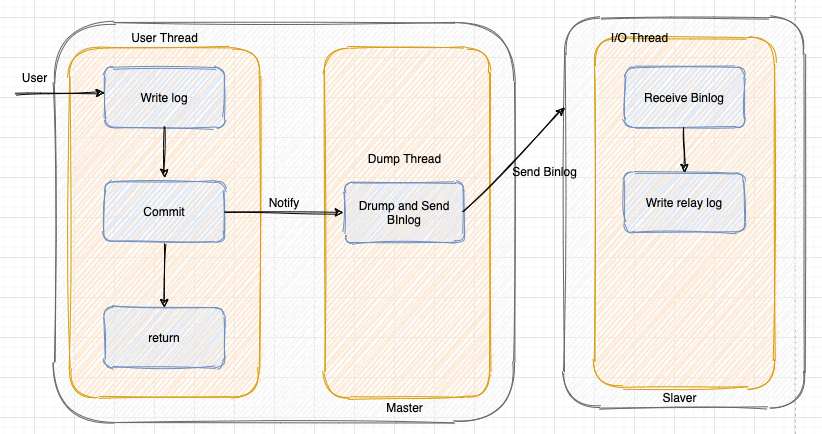 User Thread
User
Write log
Commit
Notify
return
Dump Thread
Drump and Send
BInlog
Master
Send Binlog
I/O Thread
Receive Binlog
Write relay log
Slaver